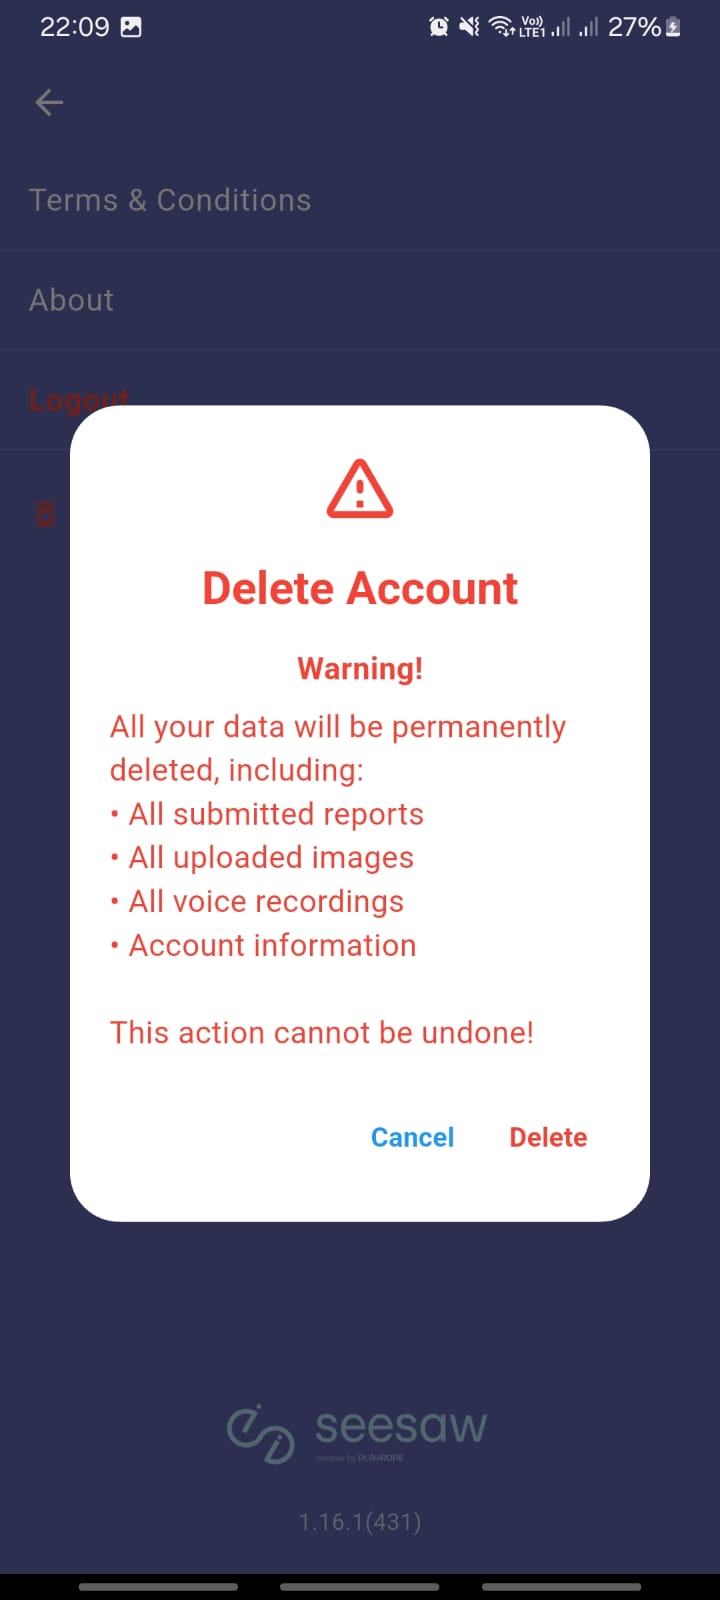 22:09
Vo))
LTE1
27%
Terms & Conditions
About
Logout
Delete Account
Warning!
All your data will be permanently
deleted, including:
• All submitted reports
• All uploaded images
• All voice recordings
• Account information
This action cannot be undone!
Cancel
Delete
seesaw
seesaw by PLAYROPE
1.16.1(431)